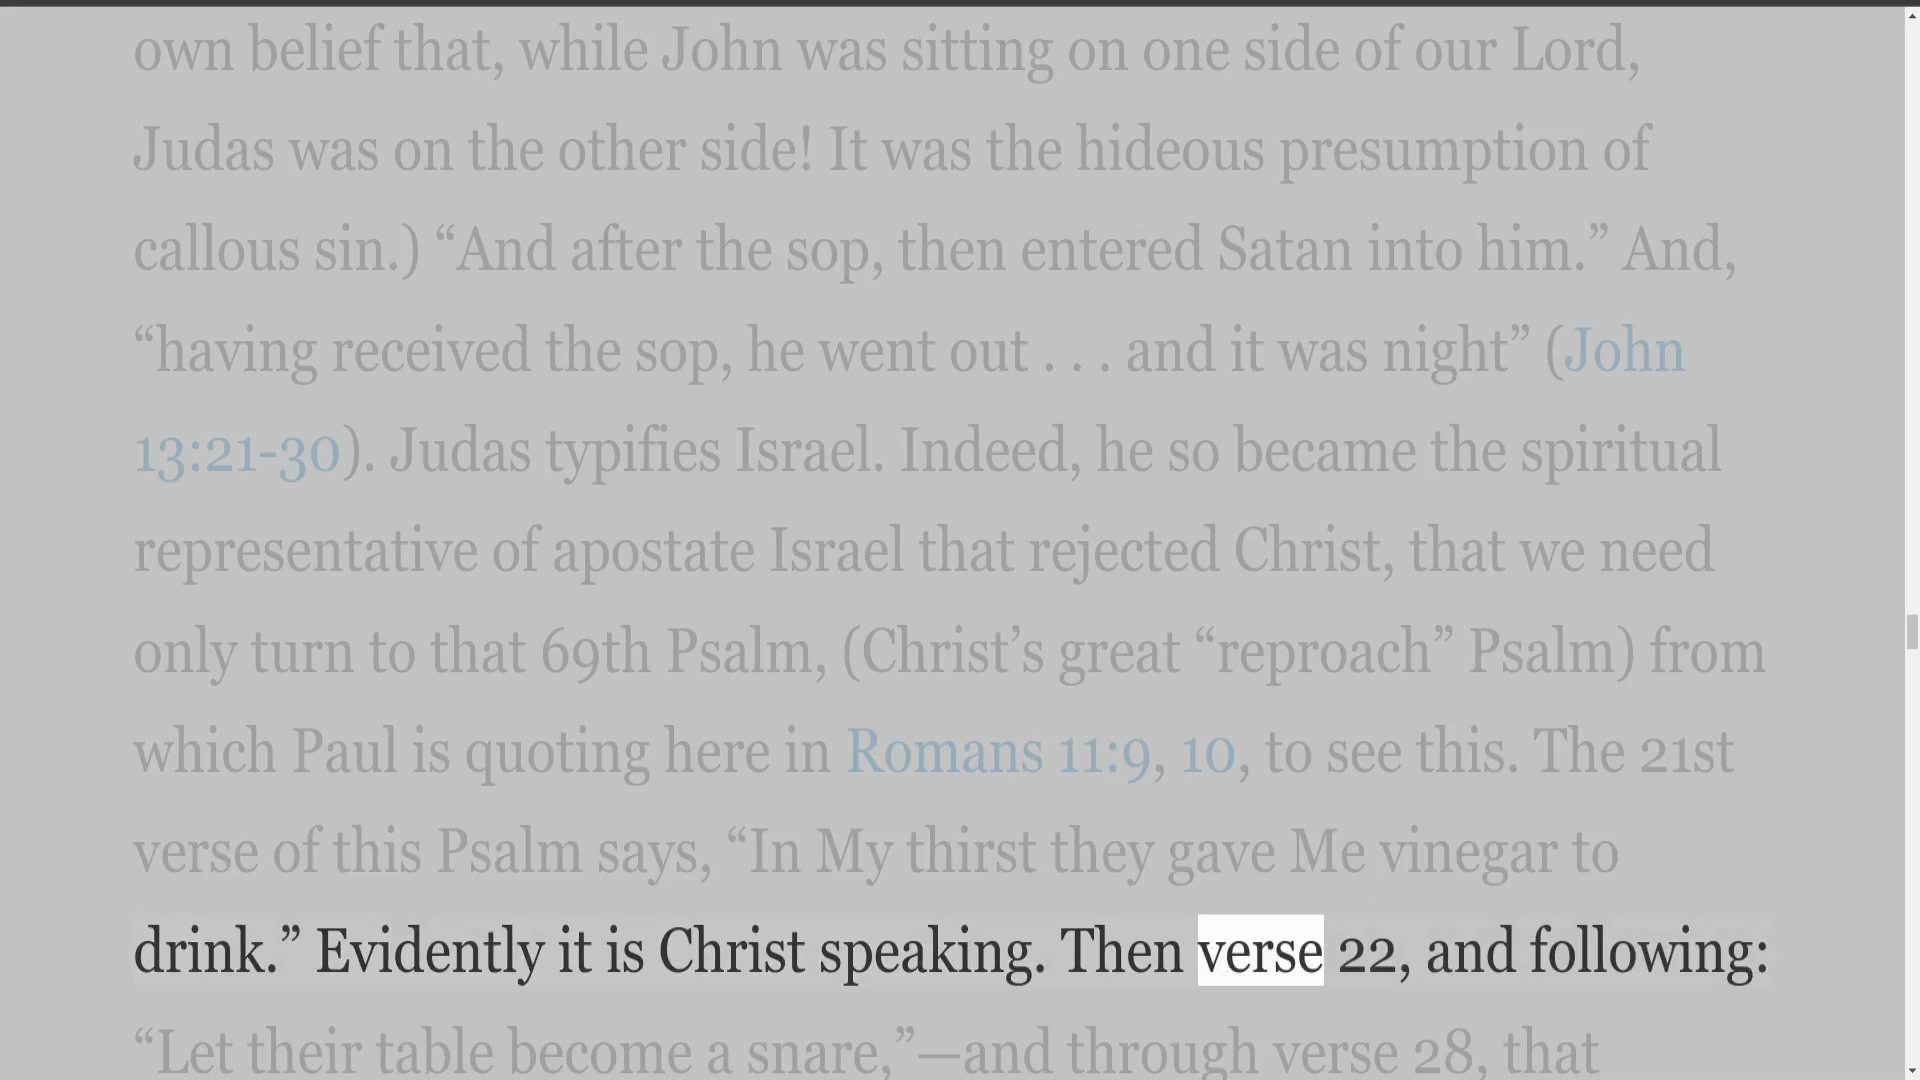 own belief that, while John was sitting on one side of our Lord,
Judas was on the other side! It was the hideous presumption of
callous sin.) “And after the sop, then entered Satan into him.” And,
“having received the sop, he went out . . . and it was night” (John
13:21-30). Judas typifies Israel. Indeed, he so became the spiritual
representative of apostate Israel that rejected Christ, that we need
only turn to that 69th Psalm, (Christ’s great “reproach” Psalm) from
which Paul is quoting here in Romans 11:9, 10, to see this. The 21st
verse of this Psalm says, “In My thirst they gave Me vinegar to
drink.” Evidently it is Christ speaking. Then verse 22, and following:
“Let their table become a snare,”—and through verse 28, that